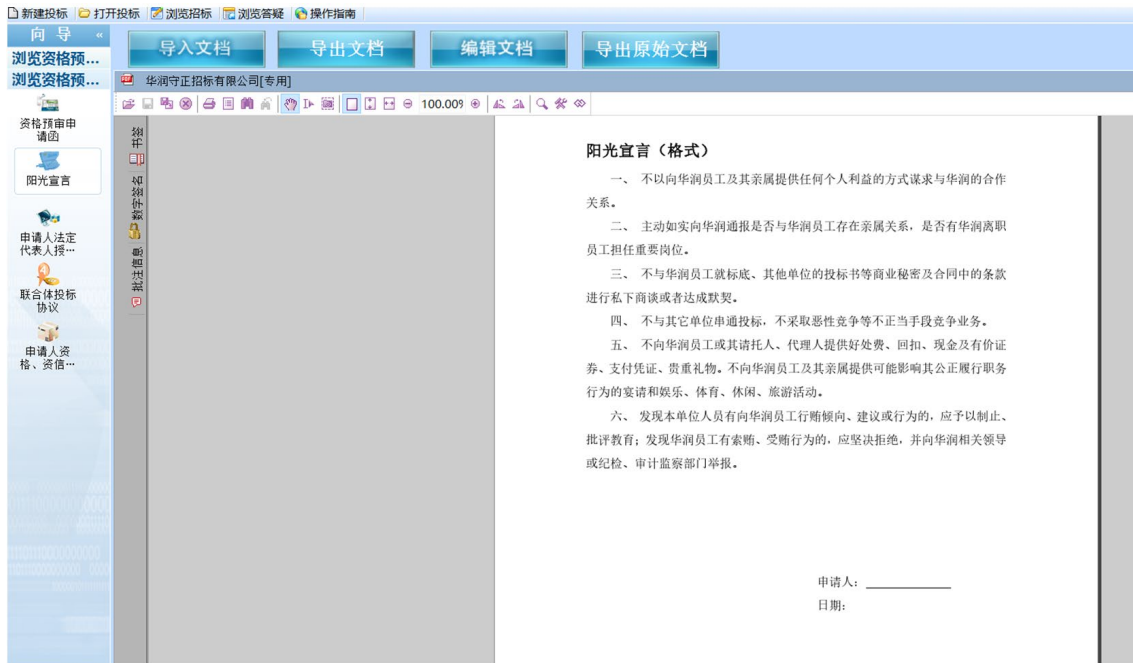 新建投标 打开投标 浏览招标 浏览答疑 操作指南
向 导 «
浏览资格预...
浏览资格预...
资格预审申
请函
阳光宣言
申请人法定
代表人授…
联合体投标
协议
申请人资
格、资信…
导入文档 导出文档 编辑文档 导出原始文档
华润守正招标有限公司[专用]
100.00%
书签
数字签名
批注信息
阳光宣言（格式）
一、 不以向华润员工及其亲属提供任何个人利益的方式谋求与华润的合作
关系。
二、 主动如实向华润通报是否与华润员工存在亲属关系，是否有华润离职
员工担任重要岗位。
三、 不与华润员工就标底、其他单位的投标书等商业秘密及合同中的条款
进行私下商谈或者达成默契。
四、 不与其它单位串通投标，不采取恶性竞争等不正当手段竞争业务。
五、 不向华润员工或其请托人、代理人提供好处费、回扣、现金及有价证
券、支付凭证、贵重礼物。不向华润员工及其亲属提供可能影响其公正履行职务
行为的宴请和娱乐、体育、休闲、旅游活动。
六、 发现本单位人员有向华润员工行贿倾向、建议或行为的，应予以制止、
批评教育；发现华润员工有索贿、受贿行为的，应坚决拒绝，并向华润相关领导
或纪检、审计监察部门举报。
申请人：
日期：